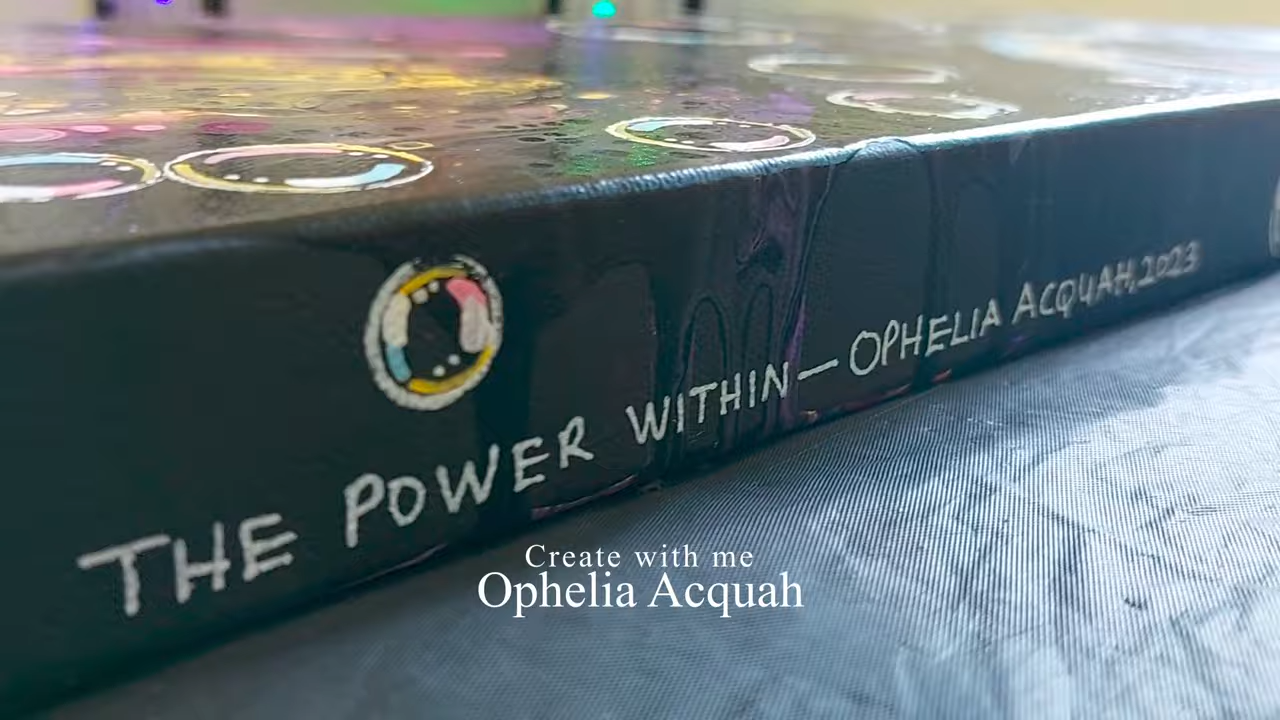 THE POWER WITHIN — OPHELIA ACQUAH, 2023
Create with me
Ophelia Acquah